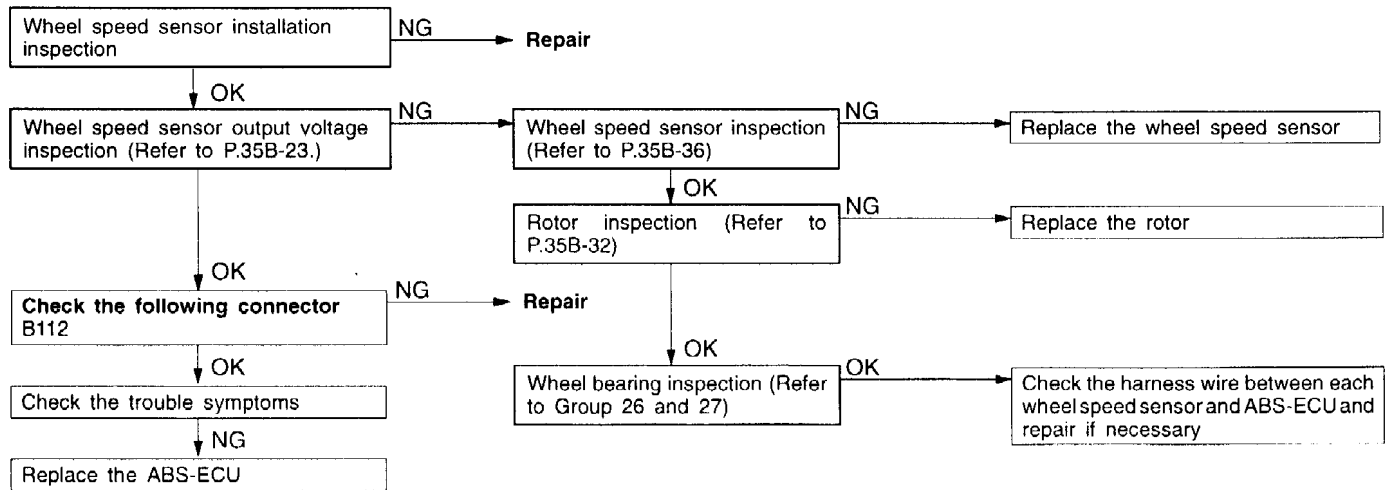 Wheel speed sensor installation
inspection
NG
Repair
OK
Wheel speed sensor output voltage
inspection (Refer to P.35B-23.)
NG
Wheel speed sensor inspection
(Refer to P.35B-36)
NG
Replace the wheel speed sensor
OK
Rotor inspection (Refer to
P.35B-32)
NG
Replace the rotor
OK
Check the following connector
B112
NG
Repair
OK
Check the trouble symptoms
NG
Replace the ABS-ECU
OK
Wheel bearing inspection (Refer
to Group 26 and 27)
OK
Check the harness wire between each
wheel speed sensor and ABS-ECU and
repair if necessary